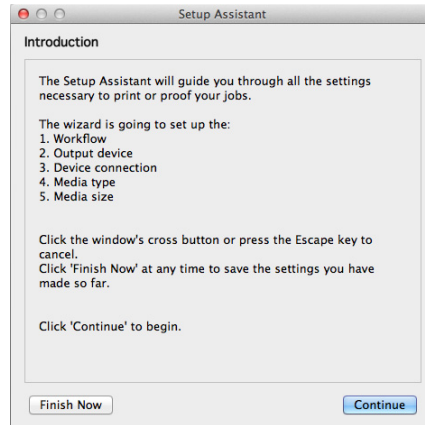 Setup Assistant
Introduction
The Setup Assistant will guide you through all the settings
necessary to print or proof your jobs.
The wizard is going to set up the:
1. Workflow
2. Output device
3. Device connection
4. Media type
5. Media size
Click the window's cross button or press the Escape key to
cancel.
Click 'Finish Now' at any time to save the settings you have
made so far.
Click 'Continue' to begin.
Finish Now
Continue